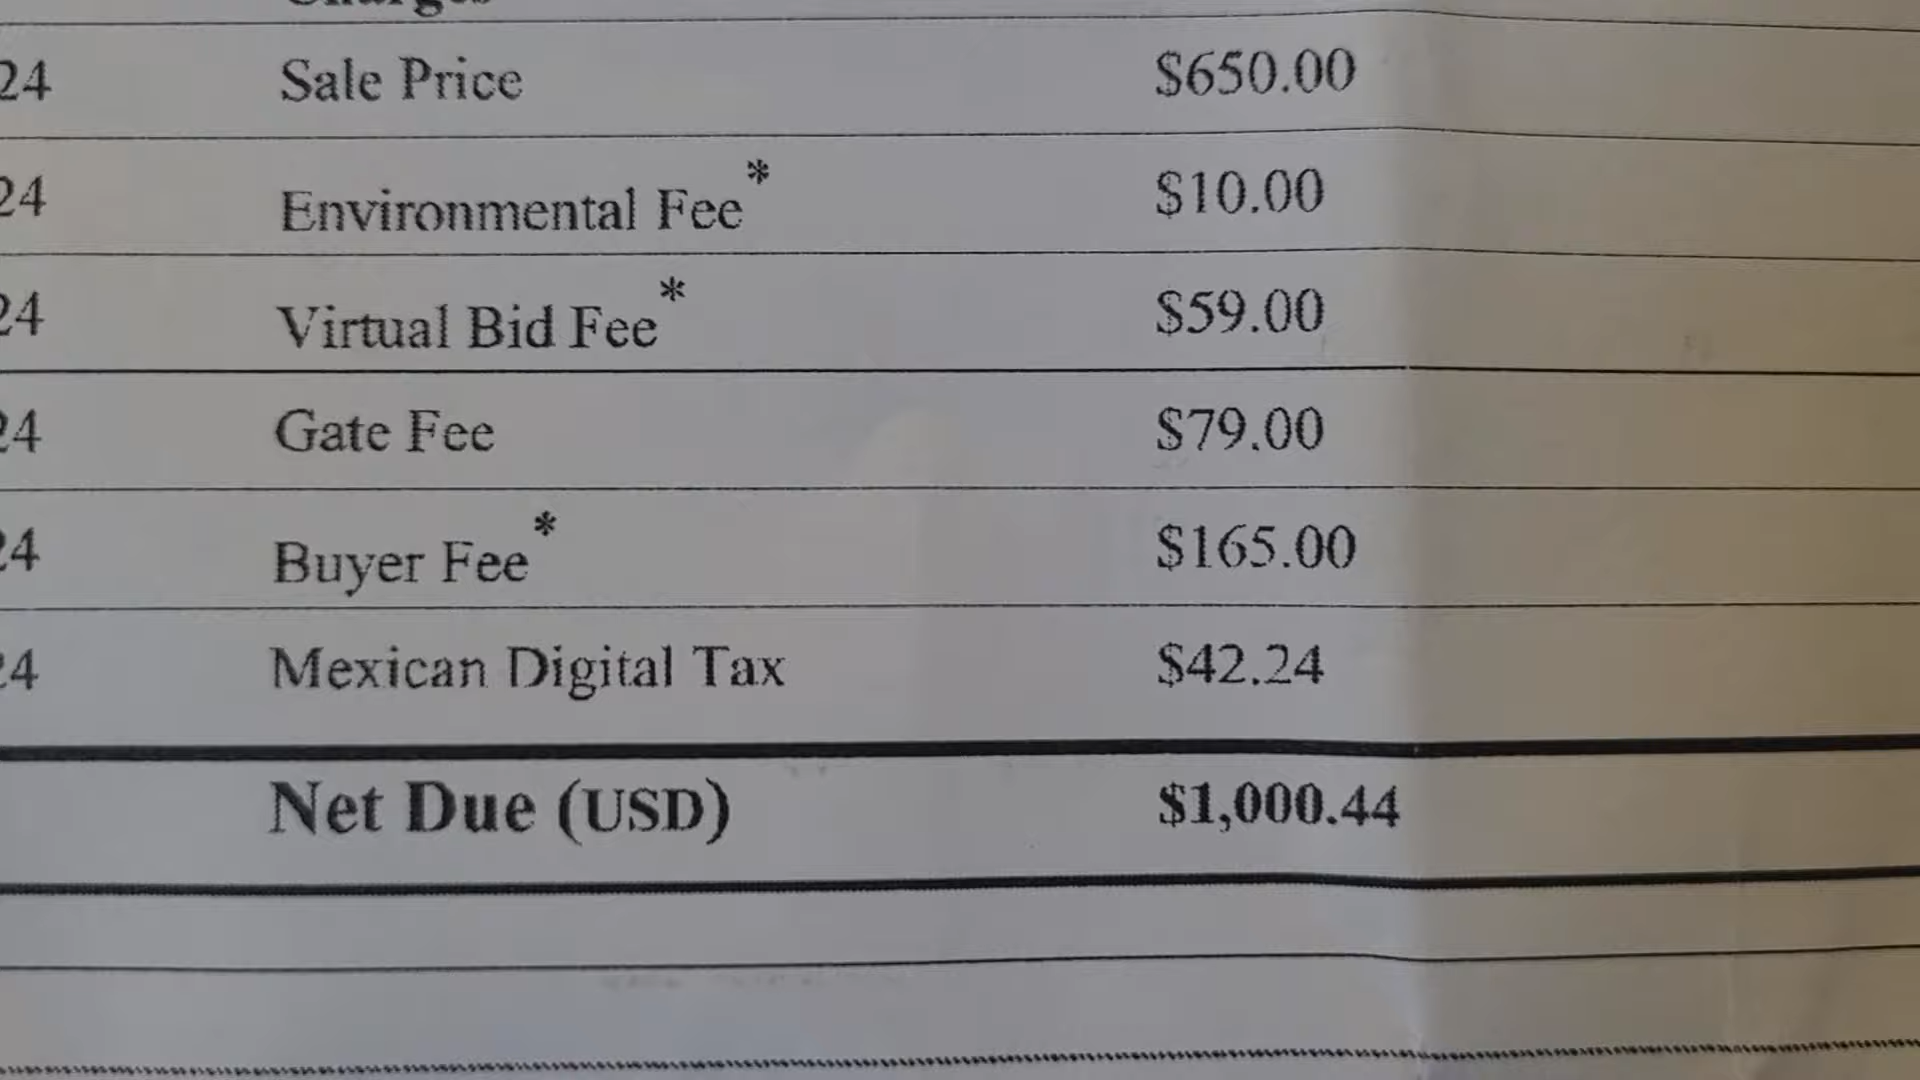 Charges
24 Sale Price $650.00
24 Environmental Fee* $10.00
24 Virtual Bid Fee* $59.00
24 Gate Fee $79.00
24 Buyer Fee* $165.00
24 Mexican Digital Tax $42.24
Net Due (USD) $1,000.44